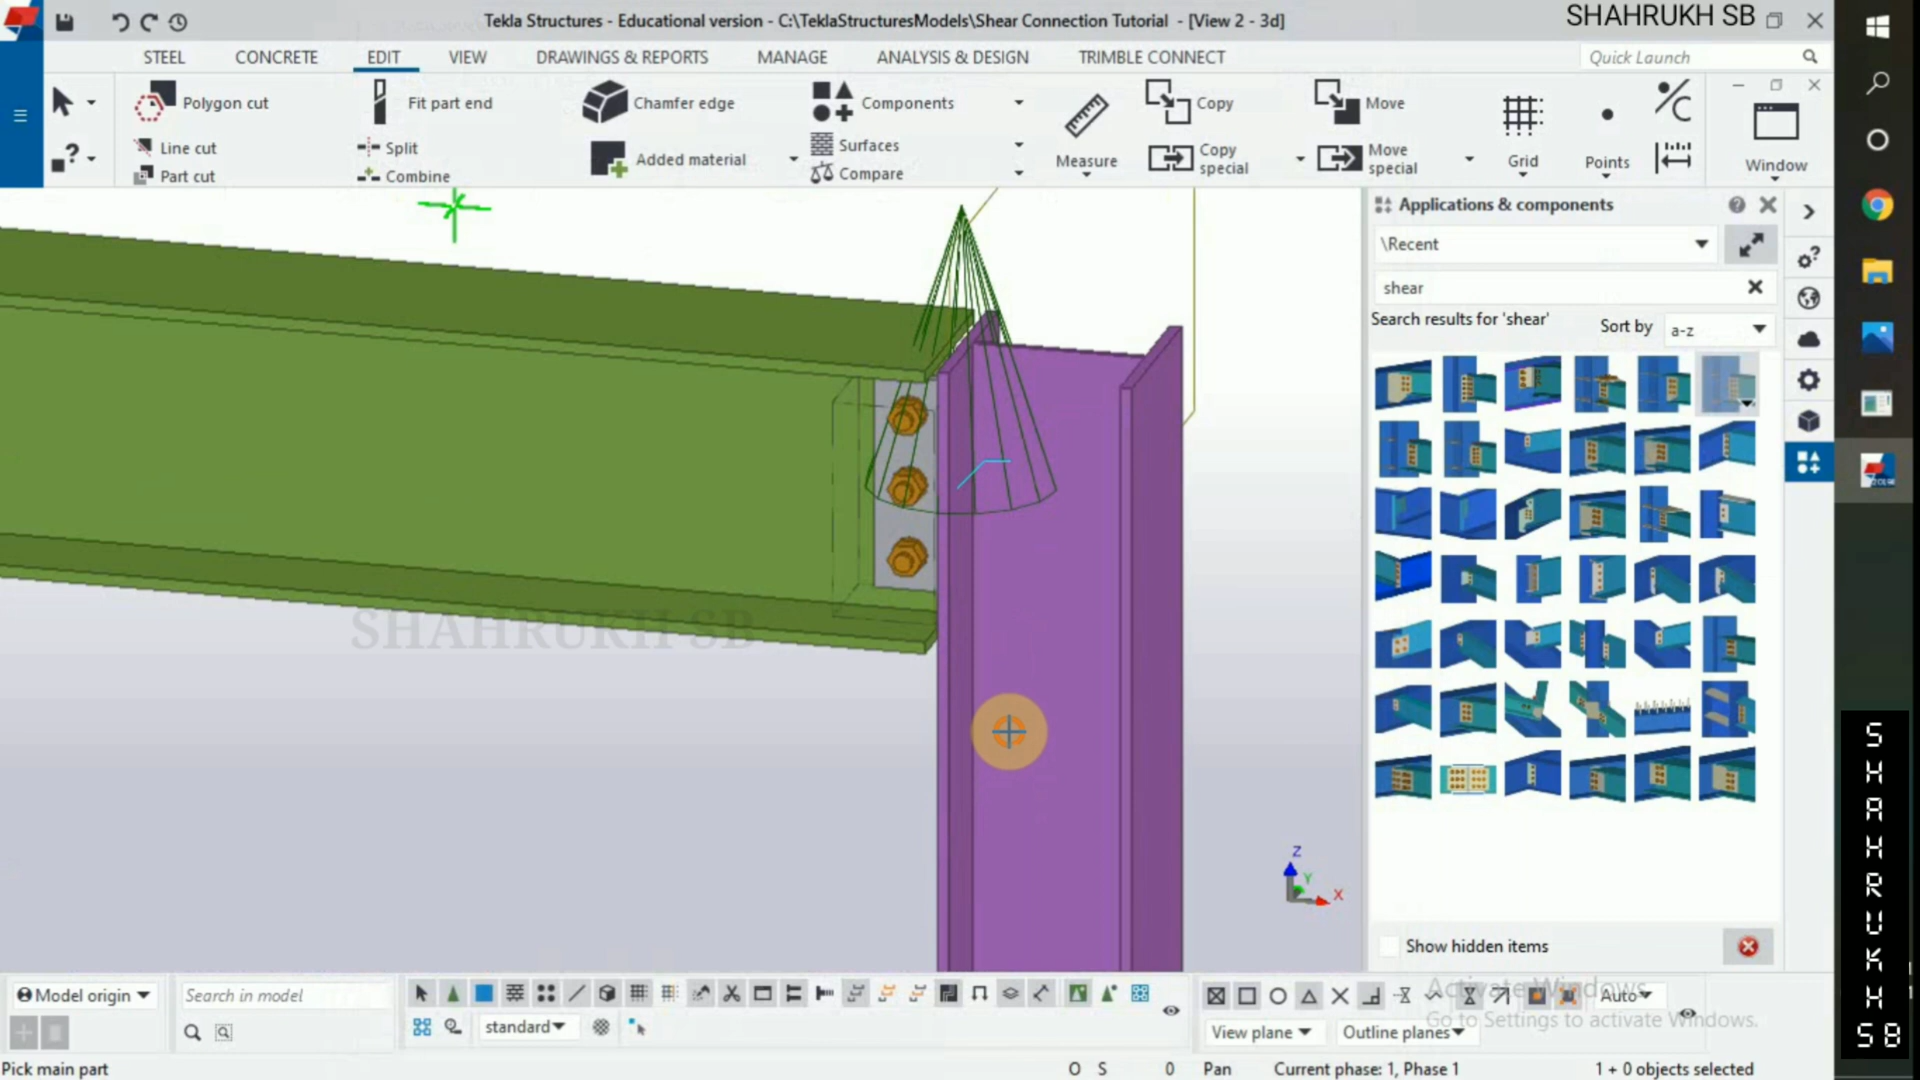 Tekla Structures - Educational version - C:\TeklaStructuresModels\Shear Connection Tutorial - [View 2 - 3d]
SHAHRUKH SB
STEEL CONCRETE EDIT VIEW DRAWINGS & REPORTS MANAGE ANALYSIS & DESIGN TRIMBLE CONNECT Quick Launch
Polygon cut
Line cut
Part cut
Fit part end
Split
Combine
Chamfer edge
Added material
Components
Surfaces
Compare
Measure
Copy
Copy special
Move
Move special
Grid
Points
Window
Applications & components
\Recent
shear
Search results for 'shear' Sort by a-z
SHAHRUKH SB
Z
Y
X
Show hidden items
Activate Windows
Go to Settings to activate Windows.
Model origin Search in model
standard
Auto
View plane Outline planes
Pick main part O S 0 Pan Current phase: 1, Phase 1 1 + 0 objects selected
S
H
A
H
R
U
K
H
SB